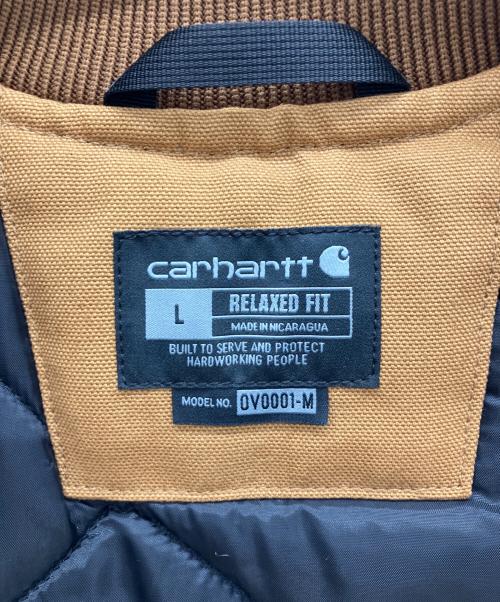 carhartt
L RELAXED FIT
MADE IN NICARAGUA
BUILT TO SERVE AND PROTECT
HARDWORKING PEOPLE
MODEL NO. OV0001-M